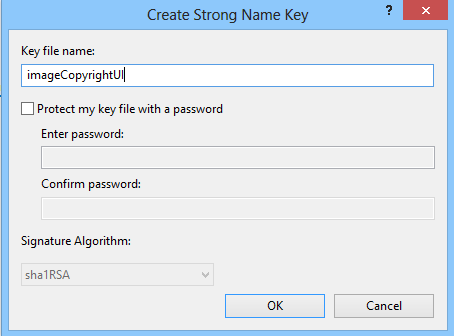 Create Strong Name Key
?
Key file name:
imageCopyrightUI
Protect my key file with a password
Enter password:
Confirm password:
Signature Algorithm:
sha1RSA
OK
Cancel